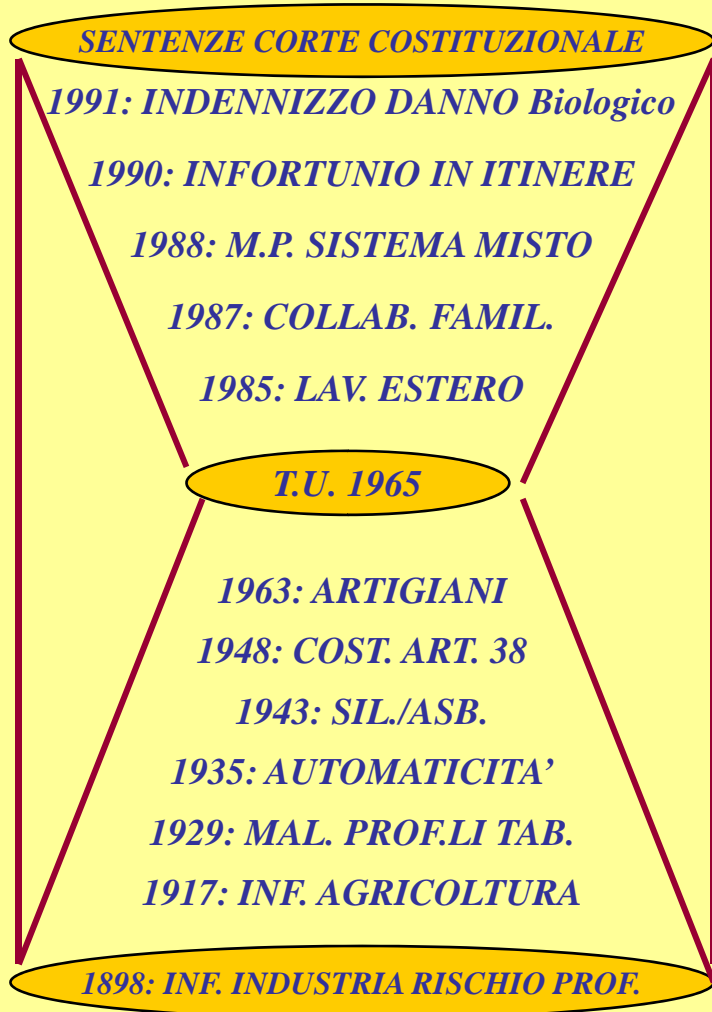 SENTENZE CORTE COSTITUZIONALE
1991: INDENNIZZO DANNO Biologico
1990: INFORTUNIO IN ITINERE
1988: M.P. SISTEMA MISTO
1987: COLLAB. FAMIL.
1985: LAV. ESTERO
T.U. 1965
1963: ARTIGIANI
1948: COST. ART. 38
1943: SIL./ASB.
1935: AUTOMATICITA’
1929: MAL. PROF.LI TAB.
1917: INF. AGRICOLTURA
1898: INF. INDUSTRIA RISCHIO PROF.